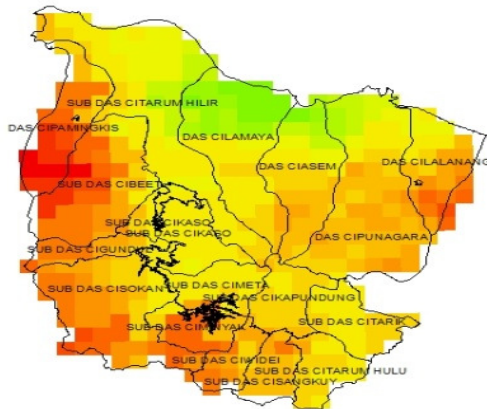 SUB DAS CITARUM HILIR
DAS CIPAMINGKIS
DAS CILAMAYA
DAS CIASEM
DAS CILALANANG
SUB DAS CIBEE
SUB DAS CIKASO
SUB DAS CIKASO
DAS CIPUNAGARA
SUB DAS CIGUNDUL
SUB DAS CISOKAN
SUB DAS CIMETA
SUB DAS CIKAPUNDUNG
SUB DAS CITARIK
SUB DAS CIMINYAK
SUB DAS CIWIDEI
SUB DAS CITARUM HULU
SUB DAS CISANGKUY